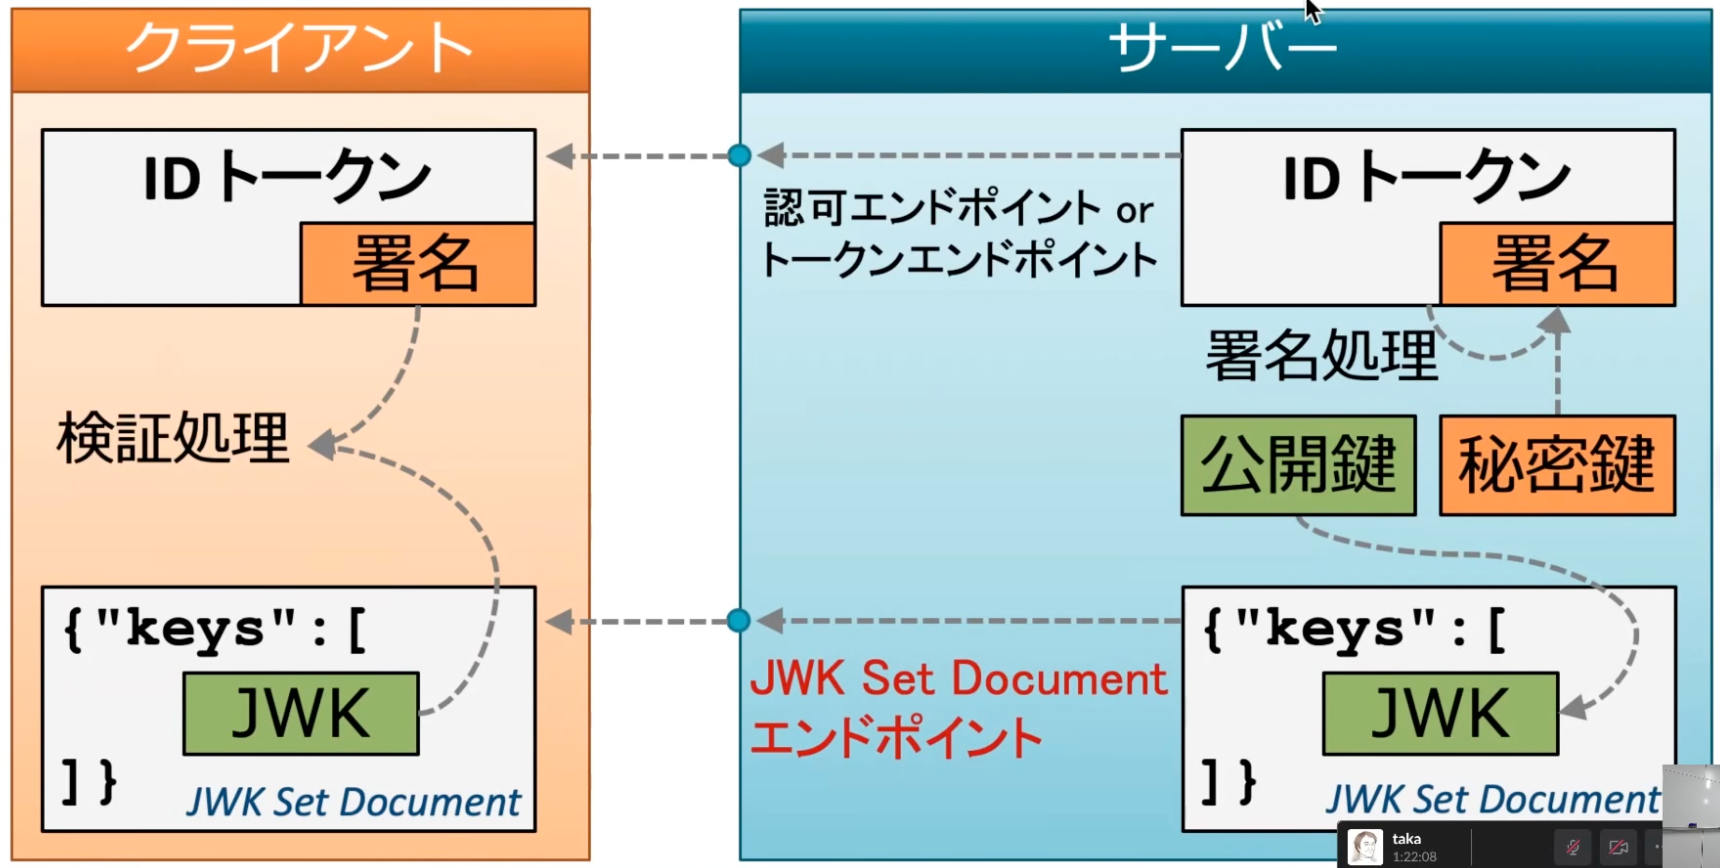 クライアント
IDトークン
署名
検証処理
{"keys":[
JWK
]}
JWK Set Document
サーバー
認可エンドポイント or
トークンエンドポイント
IDトークン
署名
署名処理
公開鍵
秘密鍵
JWK Set Document
エンドポイント
{"keys":[
JWK
]}
JWK Set Document
taka
1:22:08